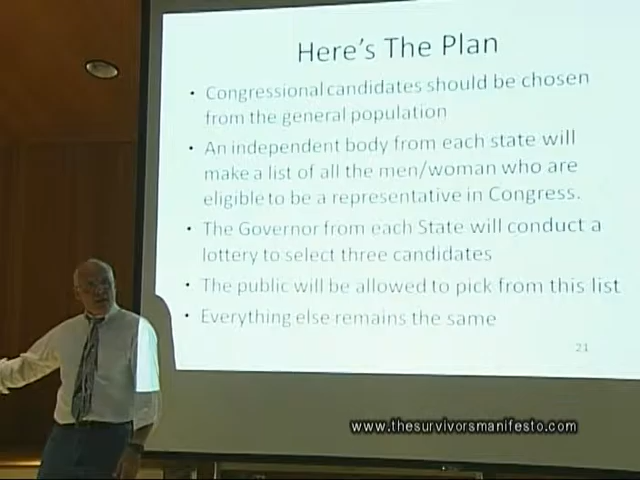 Here's The Plan
• Congressional candidates should be chosen
from the general population
• An independent body from each state will
make a list of all the men/woman who are
eligible to be a representative in Congress.
• The Governor from each State will conduct a
lottery to select three candidates
• The public will be allowed to pick from this list
• Everything else remains the same
21
www.thesurvivorsmanifesto.com